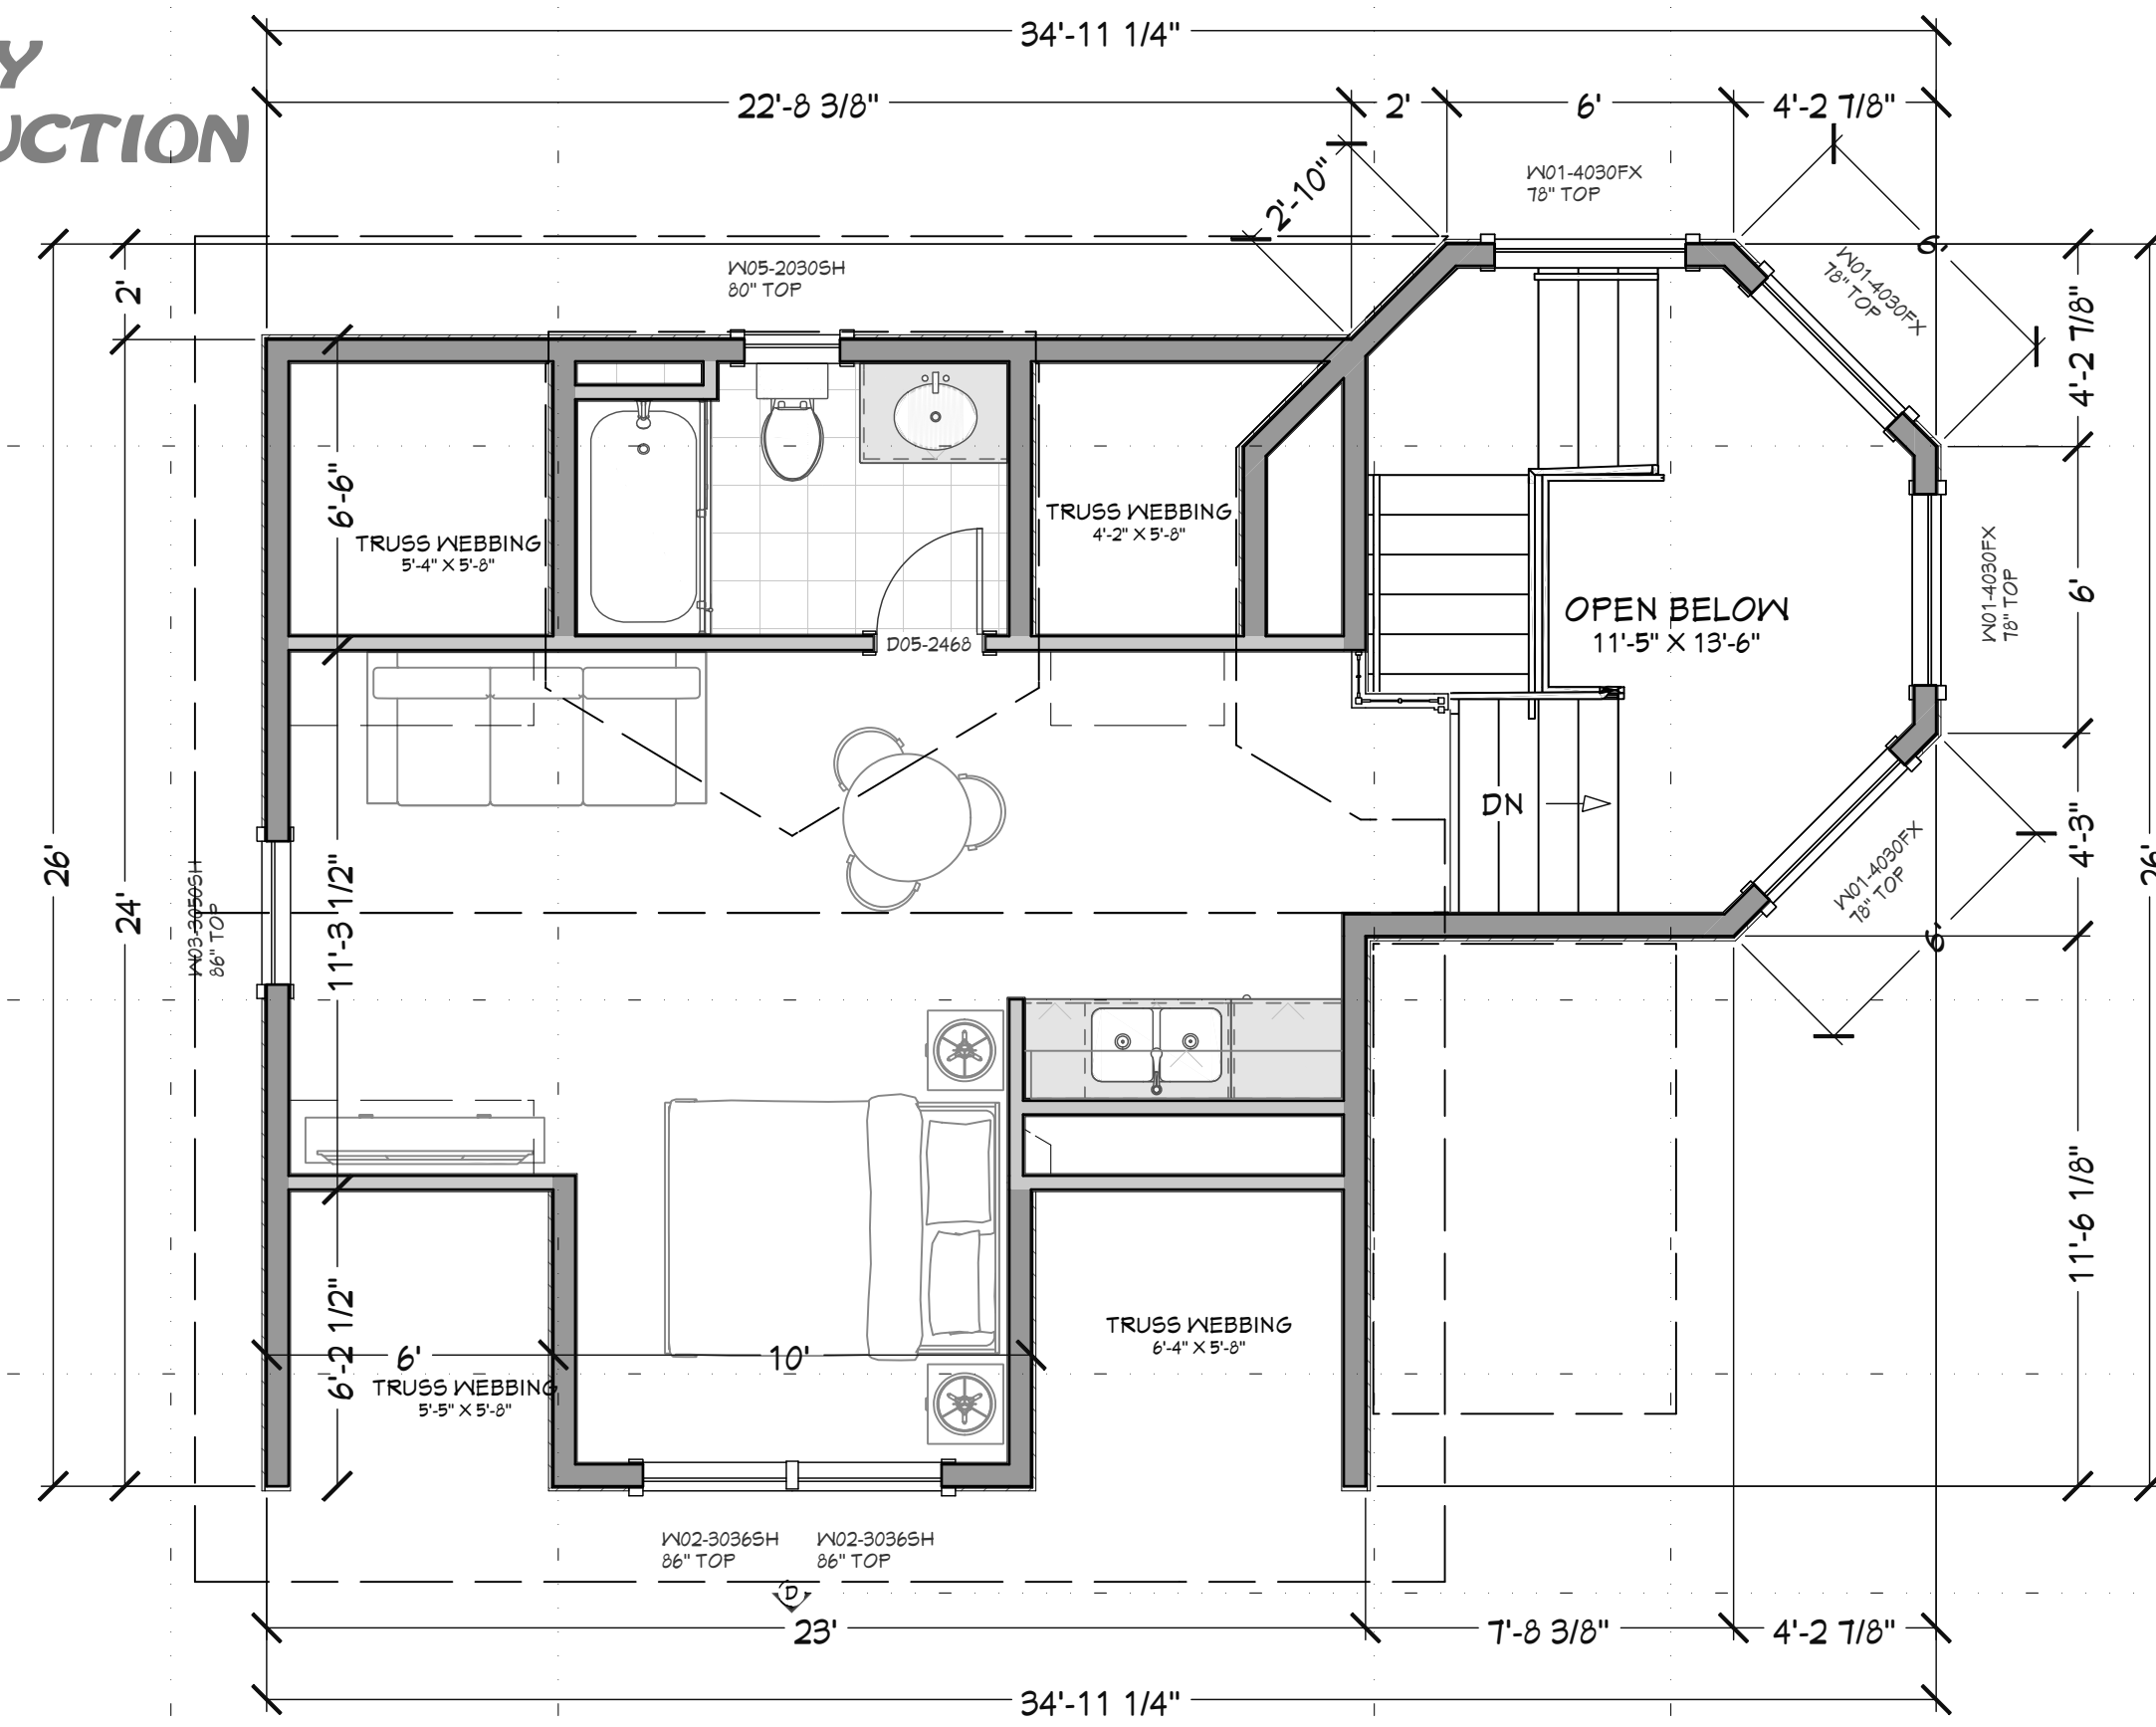 Y
UCTION
34'-11 1/4"
22'-8 3/8"
2'
6'
4'-2 7/8"
2'-10"
W01-4030FX
78" TOP
6'
W01-4030FX
78" TOP
W05-2030SH
80" TOP
2'
4'-2 7/8"
6'-6"
TRUSS WEBBING
5'-4" X 5'-8"
TRUSS WEBBING
4'-2" X 5'-8"
OPEN BELOW
11'-5" X 13'-6"
W01-4030FX
78" TOP
6'
D05-2468
DN
26'
24'
W03-3050SH
86" TOP
11'-3 1/2"
W01-4030FX
78" TOP
6'
4'-3"
26'
11'-6 1/8"
6'-2 1/2"
6'
10'
TRUSS WEBBING
5'-5" X 5'-8"
TRUSS WEBBING
6'-4" X 5'-8"
W02-3036SH
86" TOP
W02-3036SH
86" TOP
D
23'
7'-8 3/8"
4'-2 7/8"
34'-11 1/4"